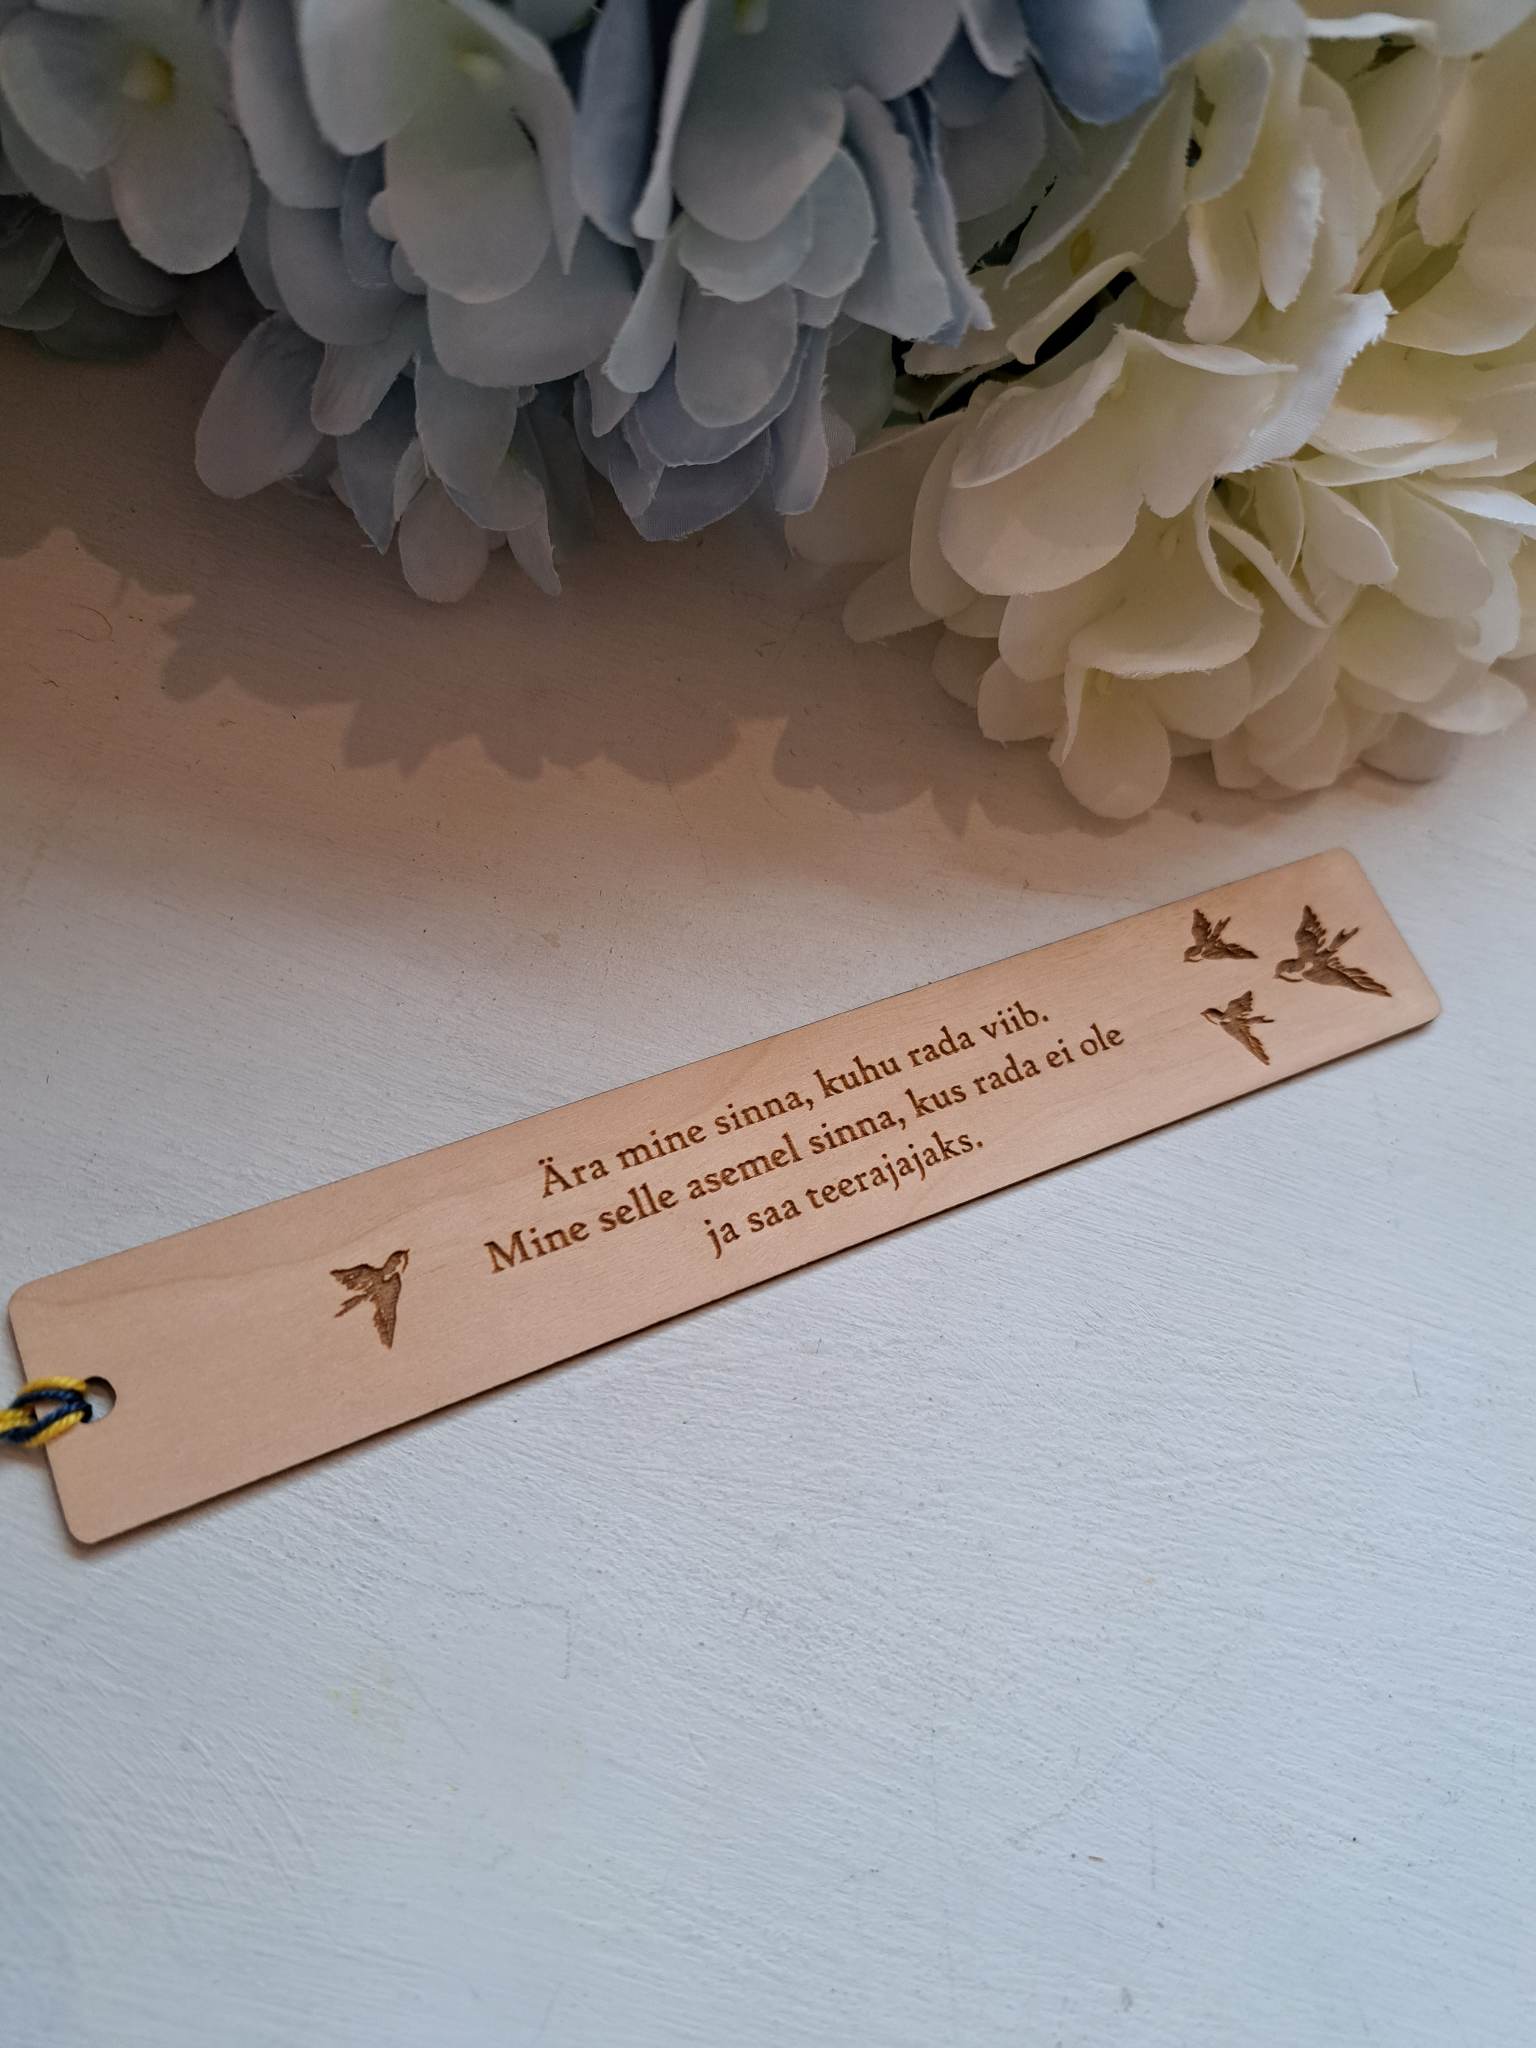 Ära mine sinna, kuhu rada viib.
Mine selle asemel sinna, kus rada ei ole
ja saa teerajajaks.